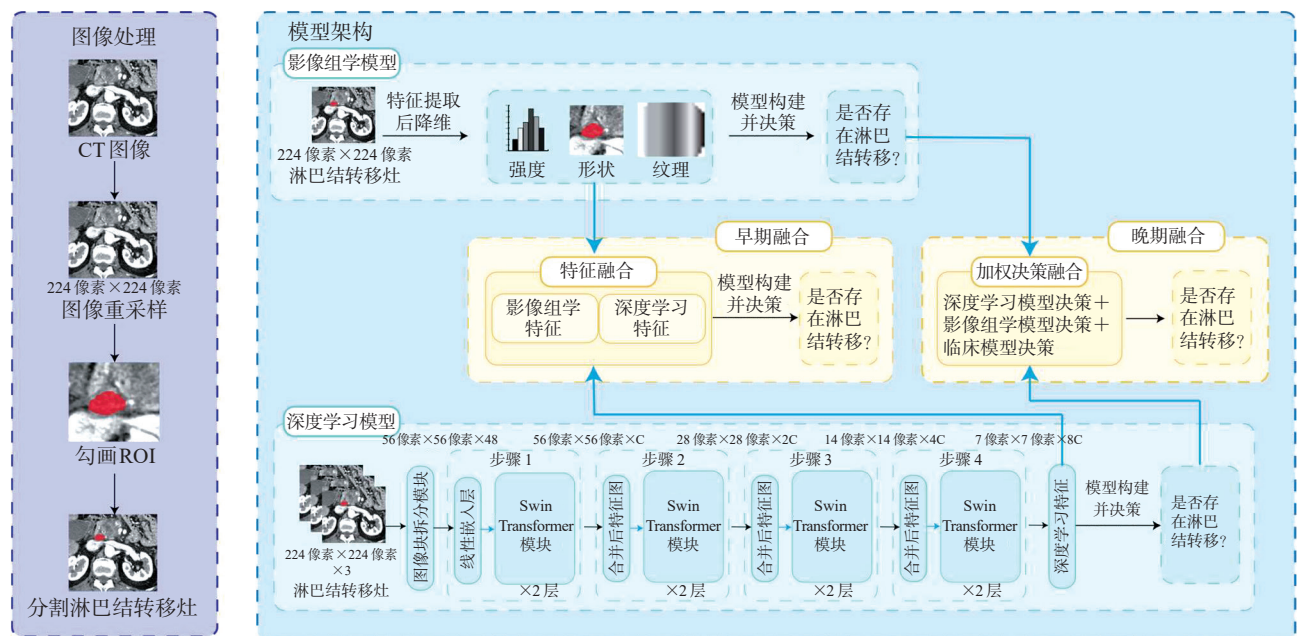 图像处理
CT图像
224 像素×224 像素
图像重采样
勾画ROI
分割淋巴结转移灶
模型架构
影像组学模型
224 像素×224 像素
淋巴结转移灶
特征提取
后降维
强度
形状
纹理
模型构建
并决策
是否存
在淋巴
结转移?
早期融合
特征融合
影像组学
特征
深度学习
特征
模型构建
并决策
是否存
在淋巴
结转移?
晚期融合
加权决策融合
深度学习模型决策＋
影像组学模型决策＋
临床模型决策
是否存
在淋巴
结转移?
深度学习模型
56 像素×56 像素×48
56 像素×56 像素×C
28 像素×28 像素×2C
14 像素×14 像素×4C
7 像素×7 像素×8C
224 像素×224 像素
×3
淋巴结转移灶
图像块拆分模块
步骤 1
线性嵌入层
Swin
Transformer
模块
×2 层
步骤 2
合并后特征图
Swin
Transformer
模块
×2 层
步骤 3
合并后特征图
Swin
Transformer
模块
×2 层
步骤 4
合并后特征图
Swin
Transformer
模块
×2 层
深度学习特征
模型构建
并决策
是否存
在淋巴
结转移?